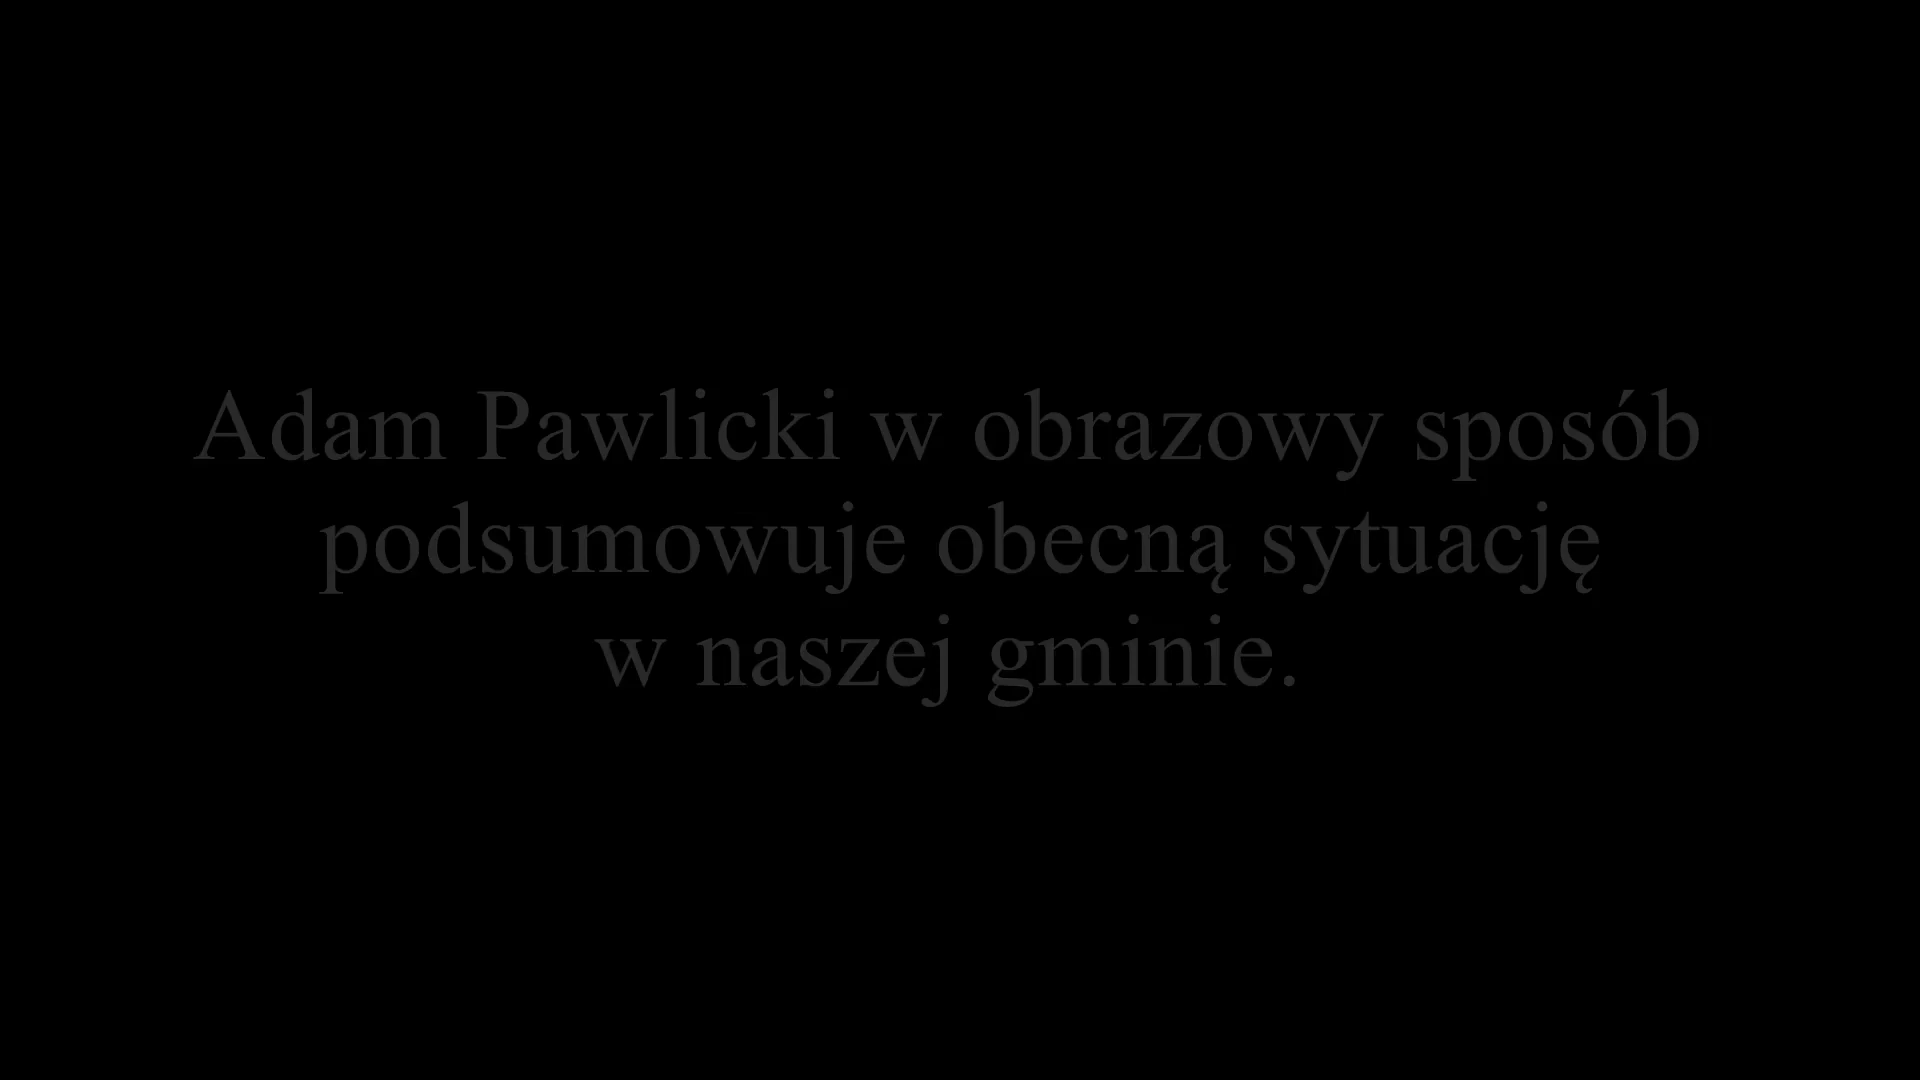 Adam Pawlicki w obrazowy sposób
podsumowuje obecną sytuację
w naszej gminie.